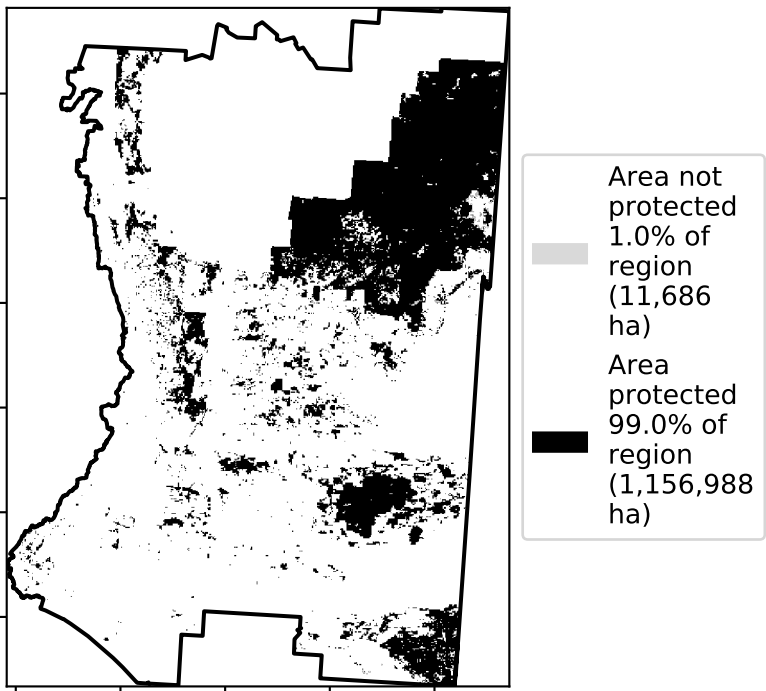 Area not
protected
1.0% of
region
(11,686
ha)
Area
protected
99.0% of
region
(1,156,988
ha)